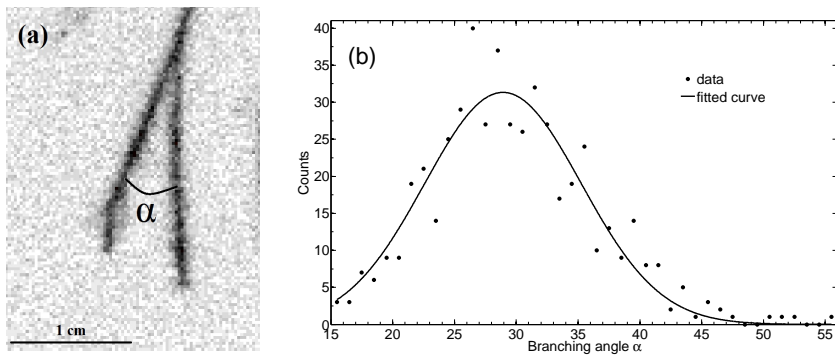 (a)
α
1 cm
(b)
40
35
30
25
20
15
10
5
0
Counts
data
fitted curve
15 20 25 30 35 40 45 50 55
Branching angle α